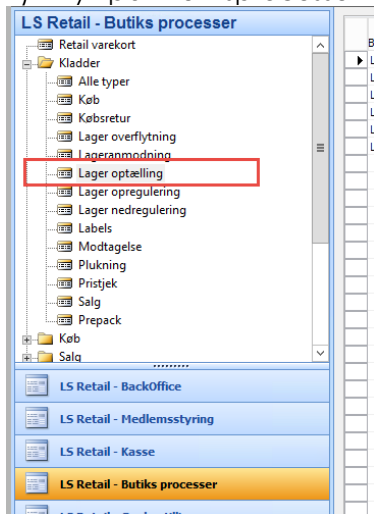 LS Retail - Butiks processer
Retail varekort
Kladder
Alle typer
Køb
Købsretur
Lager overflytning
Lageranmodning
Lager optælling
Lager opregulering
Lager nedregulering
Labels
Modtagelse
Plukning
Pristjek
Salg
Prepack
Køb
Salg
LS Retail - BackOffice
LS Retail - Medlemsstyring
LS Retail - Kasse
LS Retail - Butiks processer